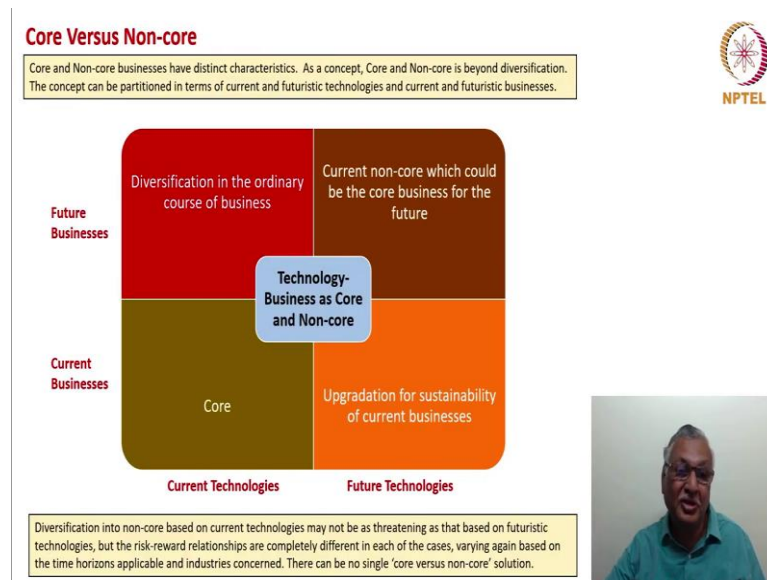 Core Versus Non-core
Core and Non-core businesses have distinct characteristics. As a concept, Core and Non-core is beyond diversification.
The concept can be partitioned in terms of current and futuristic technologies and current and futuristic businesses.
NPTEL
Diversification in the ordinary
course of business
Current non-core which could
be the core business for the
future
Future
Businesses
Technology-
Business as Core
and Non-core
Current
Businesses
Core
Upgradation for sustainability
of current businesses
Current Technologies
Future Technologies
Diversification into non-core based on current technologies may not be as threatening as that based on futuristic
technologies, but the risk-reward relationships are completely different in each of the cases, varying again based on
the time horizons applicable and industries concerned. There can be no single 'core versus non-core' solution.